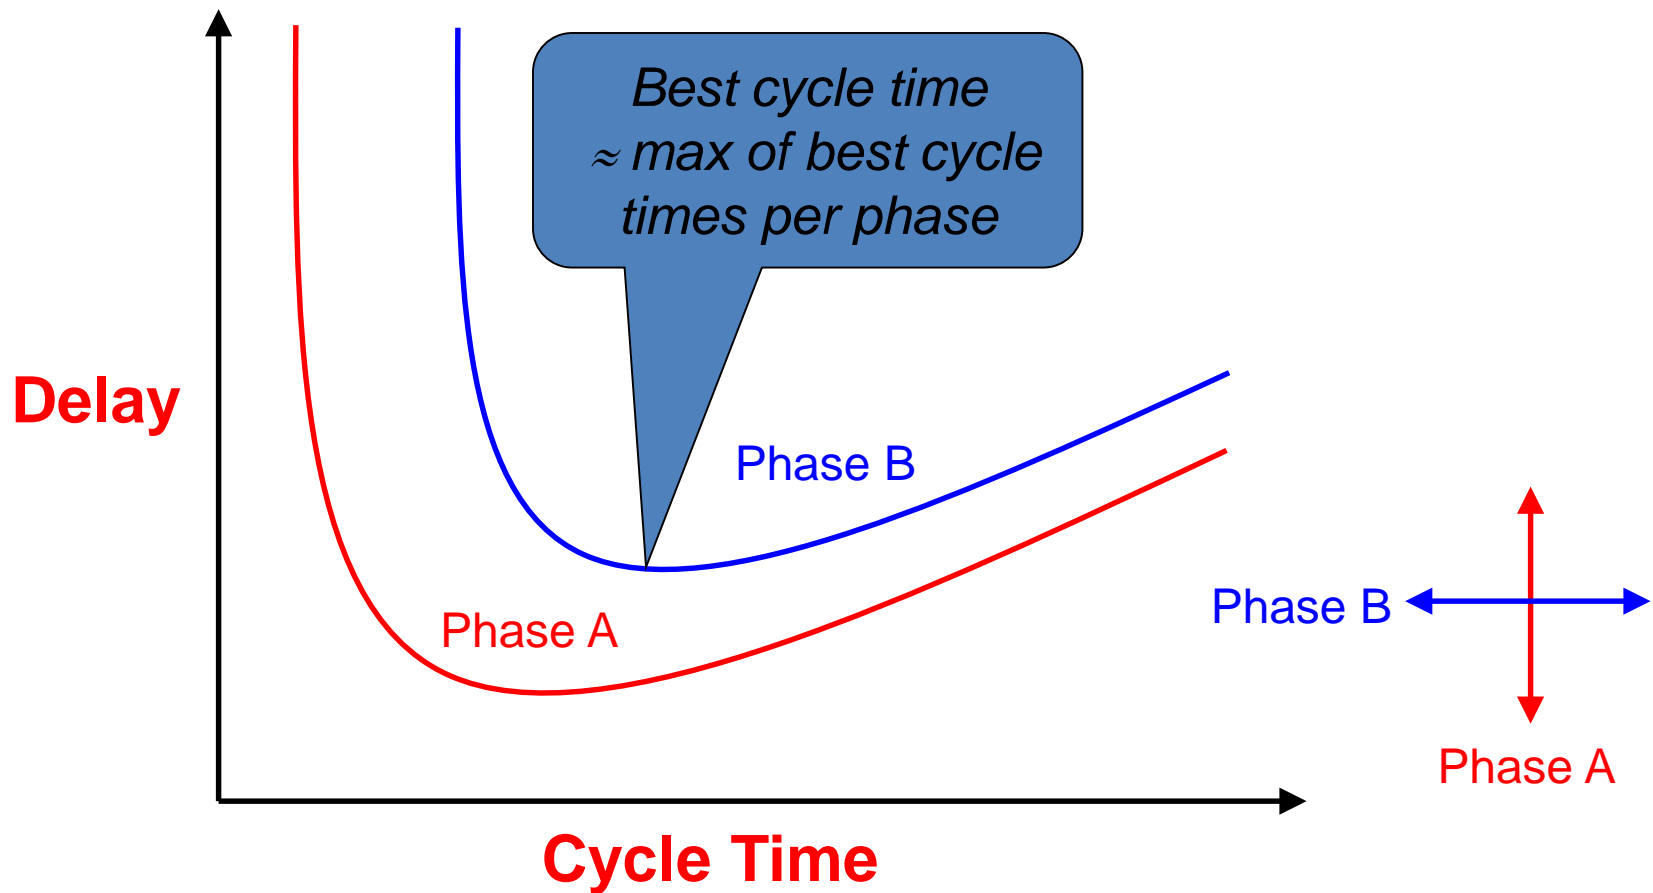 Best cycle time
≈ max of best cycle
times per phase
Delay
Phase B
Phase A
Phase B
Phase A
Cycle Time